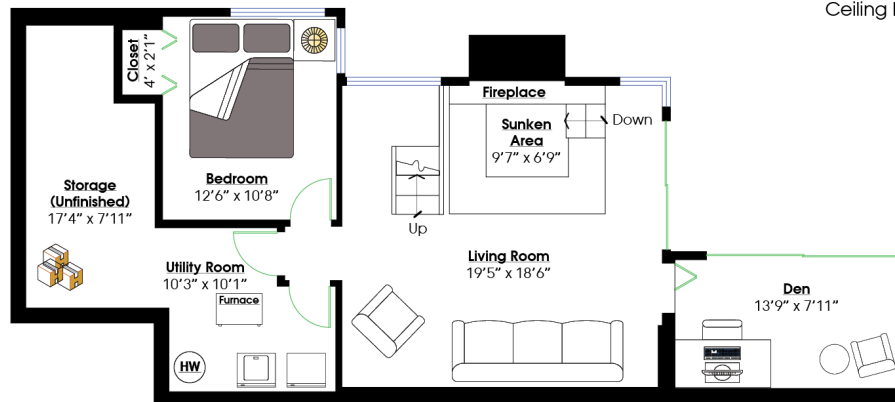 Ceiling
Closet
4' x 2'1"
Fireplace
Sunken
Area
9'7" x 6'9"
Down
Bedroom
12'6" x 10'8"
Storage
(Unfinished)
17'4" x 7'11"
Up
Utility Room
10'3" x 10'1"
Living Room
19'5" x 18'6"
Den
13'9" x 7'11"
Furnace
HW